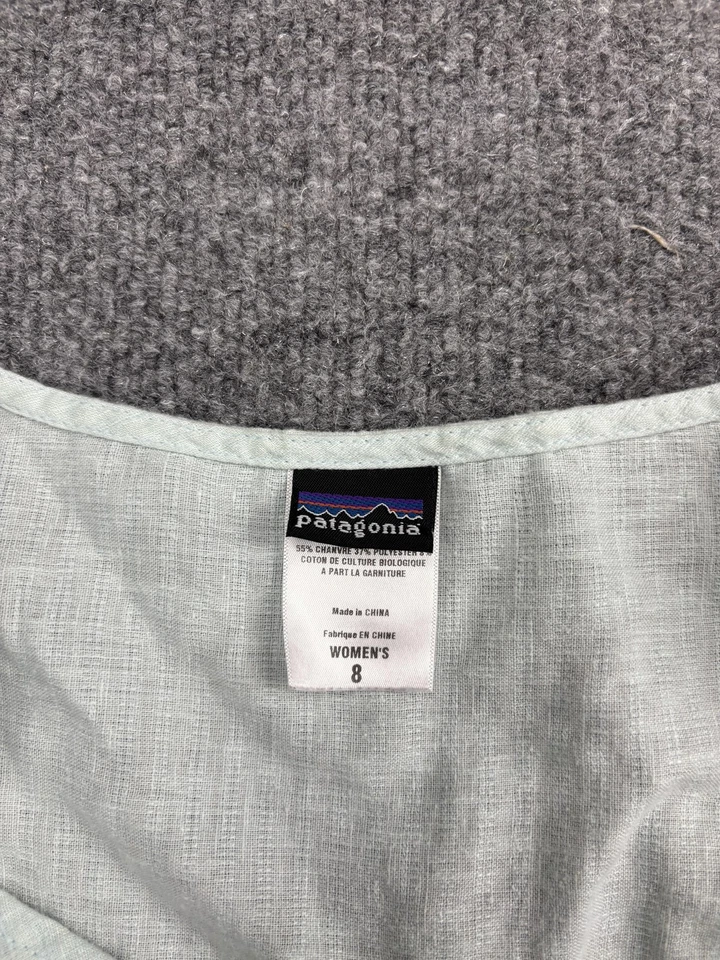 patagonia
55% CHANVRE 37% POLYESTER 8%
COTON DE CULTURE BIOLOGIQUE
A PART LA GARNITURE
Made in CHINA
Fabriqué EN CHINE
WOMEN'S
8